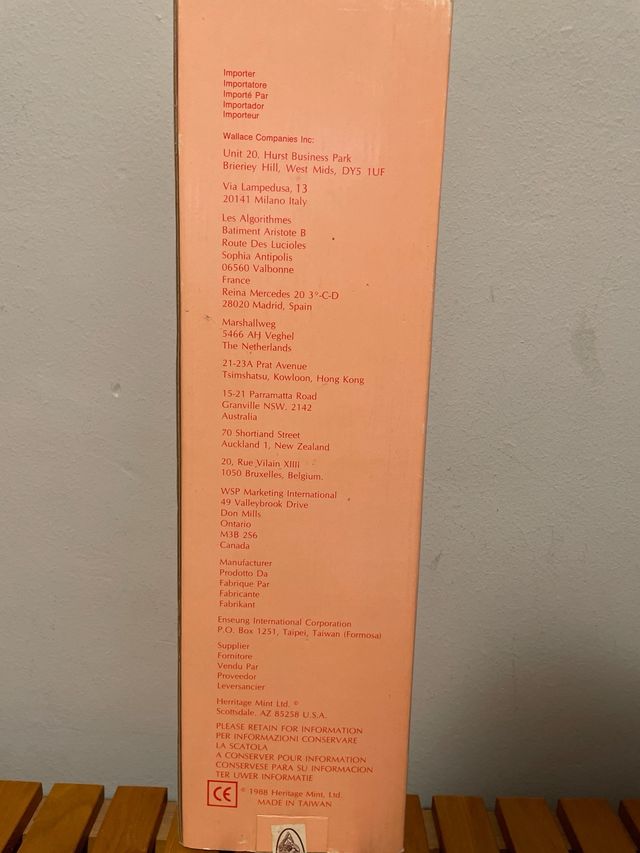 Importer
Importatore
Importé Par
Importador
Importeur
Wallace Companies Inc:
Unit 20, Hurst Business Park
Brieriey Hill, West Mids, DY5 1UF
Via Lampedusa, 13
20141 Milano Italy
Les Algorithmes
Batiment Aristote B
Route Des Lucioles
Sophia Antipolis
06560 Valbonne
France
Reina Mercedes 20 3°-C-D
28020 Madrid, Spain
Marshallweg
5466 AH Veghel
The Netherlands
21-23A Prat Avenue
Tsimshatsu, Kowloon, Hong Kong
15-21 Parramatta Road
Granville NSW. 2142
Australia
70 Shortiand Street
Auckland 1, New Zealand
20, Rue Vilain XIIII
1050 Bruxelles, Belgium.
WSP Marketing International
49 Valleybrook Drive
Don Mills
Ontario
M3B 2S6
Canada
Manufacturer
Prodotto Da
Fabrique Par
Fabricante
Fabrikant
Enseung International Corporation
P.O. Box 1251, Taipei, Taiwan (Formosa)
Supplier
Fornitore
Vendu Par
Proveedor
Leversancier
Herritage Mint Ltd. ©
Scottsdale, AZ 85258 U.S.A.
PLEASE RETAIN FOR INFORMATION
PER INFORMAZIONI CONSERVARE
LA SCATOLA
A CONSERVER POUR INFORMATION
CONSERVESE PARA SU INFORMACION
TER UWER INFORMATIE
CE © 1988 Heritage Mint, Ltd.
MADE IN TAIWAN